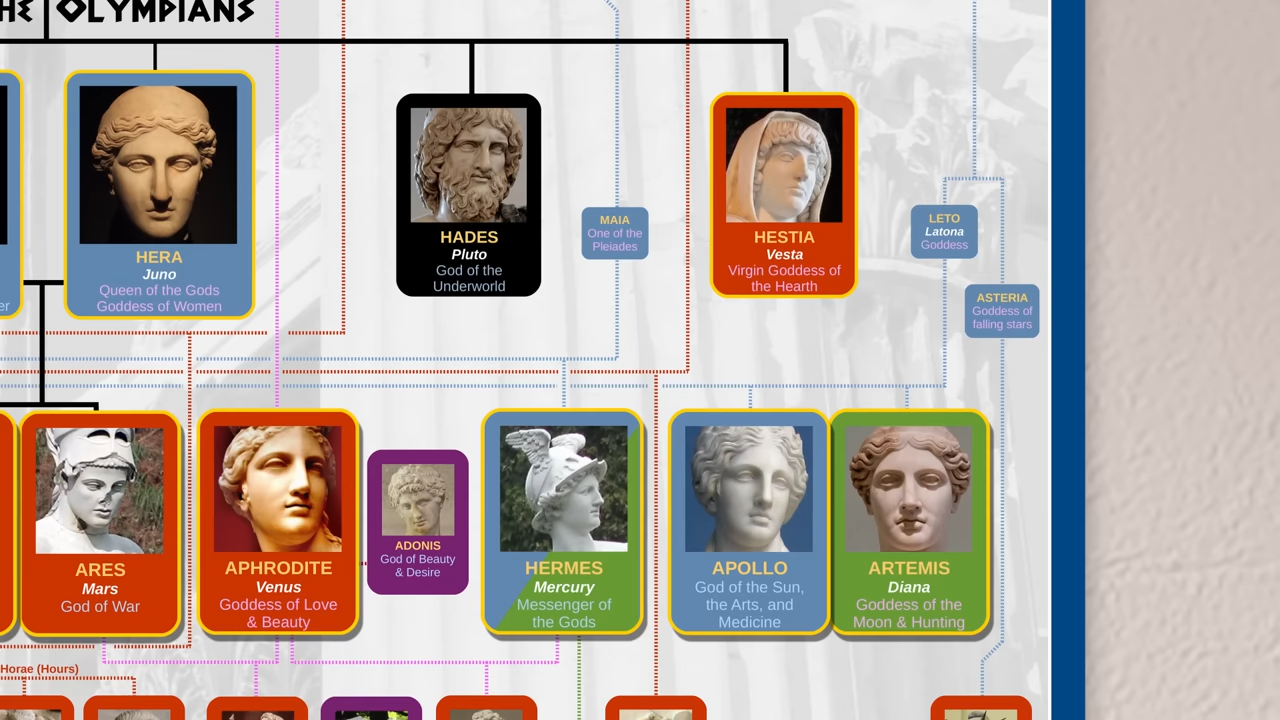 THE OLYMPIANS
HERA
Juno
Queen of the Gods
Goddess of Women
HADES
Pluto
God of the
Underworld
MAIA
One of the
Pleiades
HESTIA
Vesta
Virgin Goddess of
the Hearth
LETO
Latona
Goddess
ASTERIA
Goddess of
falling stars
ARES
Mars
God of War
APHRODITE
Venus
Goddess of Love
& Beauty
ADONIS
God of Beauty
& Desire
HERMES
Mercury
Messenger of
the Gods
APOLLO
God of the Sun,
the Arts, and
Medicine
ARTEMIS
Diana
Goddess of the
Moon & Hunting
Horae (Hours)